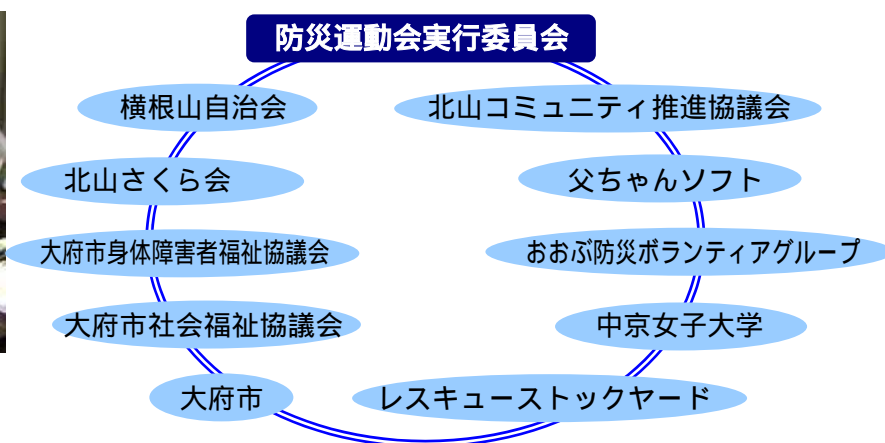 防災運動会実行委員会
横根山自治会
北山コミュニティ推進協議会
北山さくら会
父ちゃんソフト
大府市身体障害者福祉協議会
おおぶ防災ボランティアグループ
大府市社会福祉協議会
中京女子大学
大府市
レスキューストックヤード